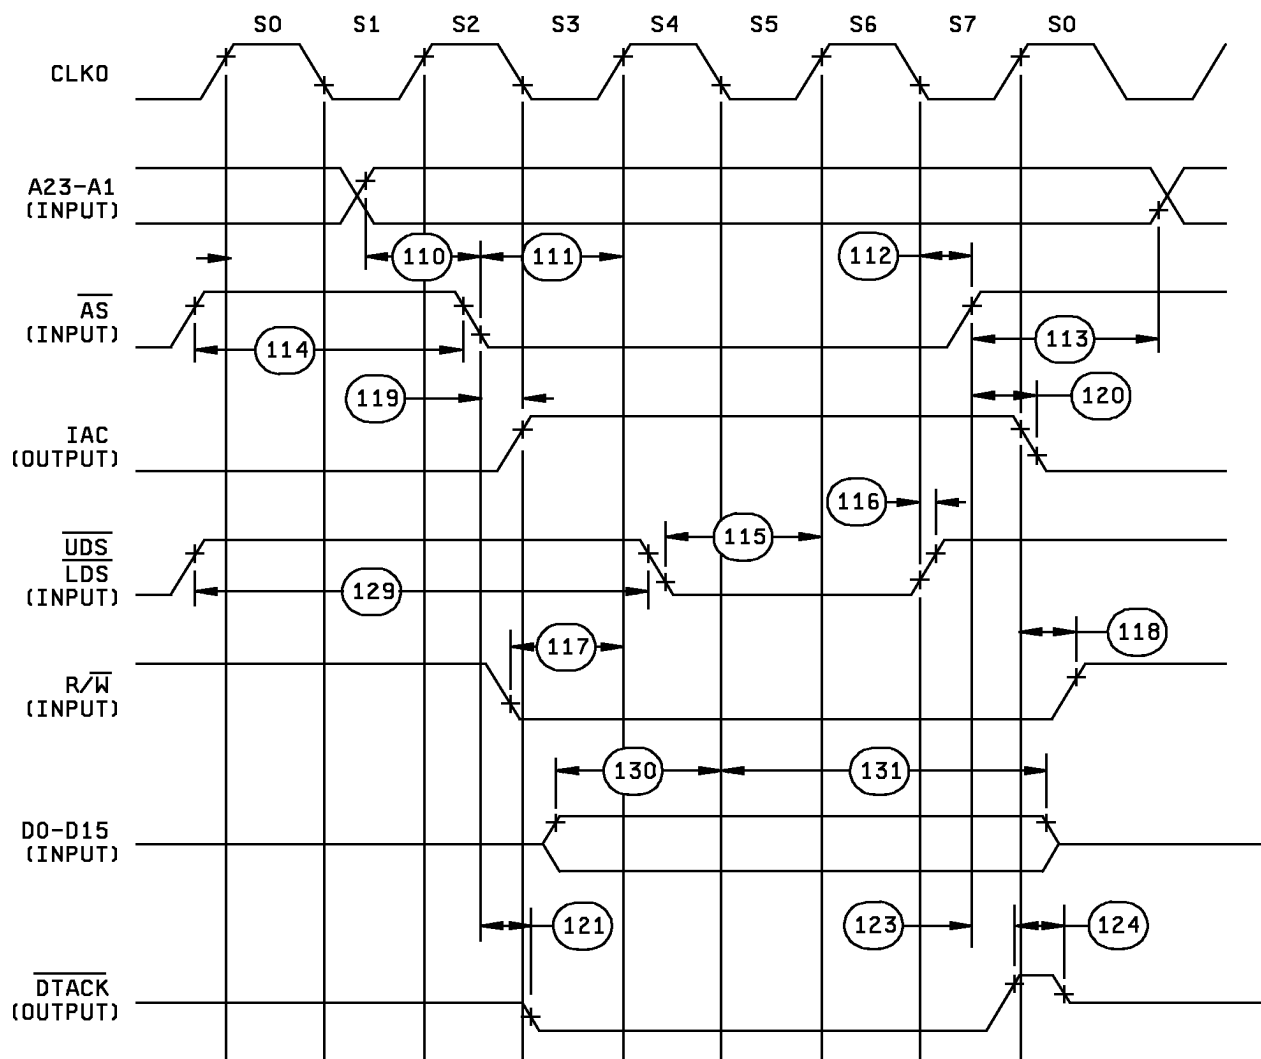 S0 S1 S2 S3 S4 S5 S6 S7 S0
CLKO
A23-A1
(INPUT)
110 111 112
AS
(INPUT)
114 113
119 120
IAC
(OUTPUT)
116
115
UDS
LDS
(INPUT)
129
117 118
R/W
(INPUT)
130 131
D0-D15
(INPUT)
121 123 124
DTACK
(OUTPUT)